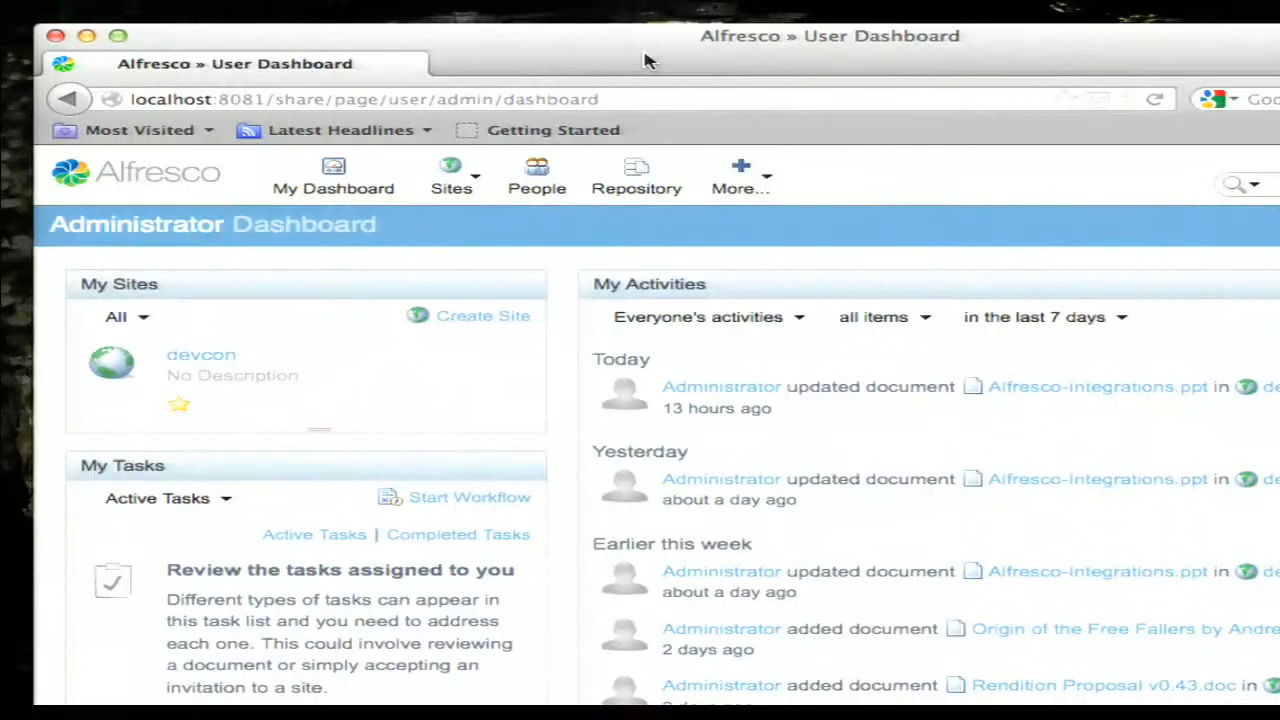 Alfresco » User Dashboard
Alfresco » User Dashboard
localhost:8081/share/page/user/admin/dashboard
Most Visited
Latest Headlines
Getting Started
Alfresco
My Dashboard
Sites
People
Repository
More...
Administrator Dashboard
My Sites
All
Create Site
devcon
No Description
My Tasks
Active Tasks
Start Workflow
Active Tasks | Completed Tasks
Review the tasks assigned to you
Different types of tasks can appear in
this task list and you need to address
each one. This could involve reviewing
a document or simply accepting an
invitation to a site.
My Activities
Everyone's activities
all items
in the last 7 days
Today
Administrator updated document Alfresco-Integrations.ppt in
13 hours ago
Yesterday
Administrator updated document Alfresco-Integrations.ppt in
about a day ago
Earlier this week
Administrator updated document Alfresco-Integrations.ppt in
about a day ago
Administrator added document Origin of the Free Fallers by
2 days ago
Administrator added document Rendition Proposal v0.43.doc in